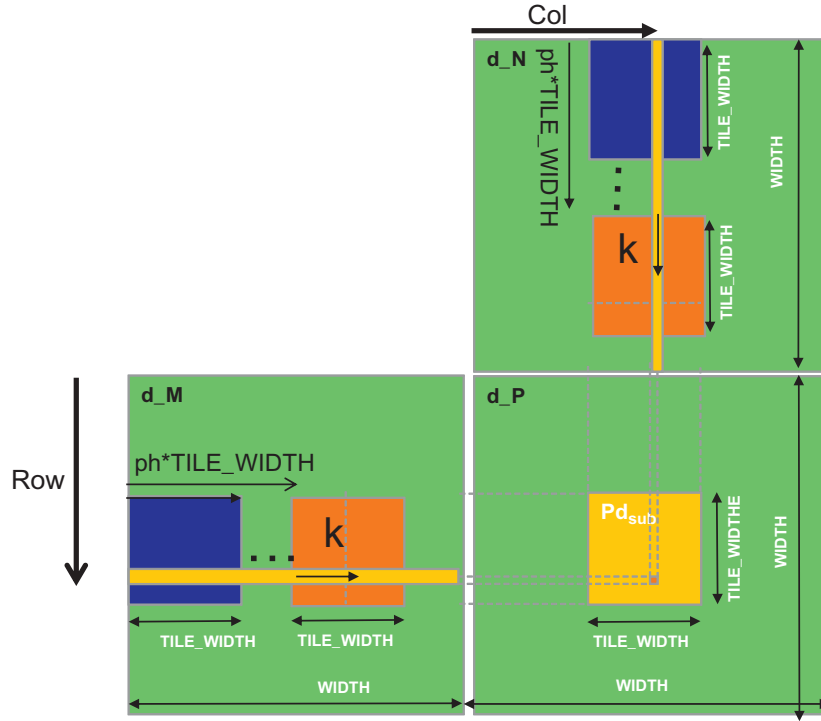 Col
d_N
ph*TILE_WIDTH
TILE_WIDTH
WIDTH
k
TILE_WIDTH
d_M
d_P
ph*TILE_WIDTH
Row
k
Pd_sub
TILE_WIDTHE
WIDTH
TILE_WIDTH
TILE_WIDTH
TILE_WIDTH
WIDTH
WIDTH